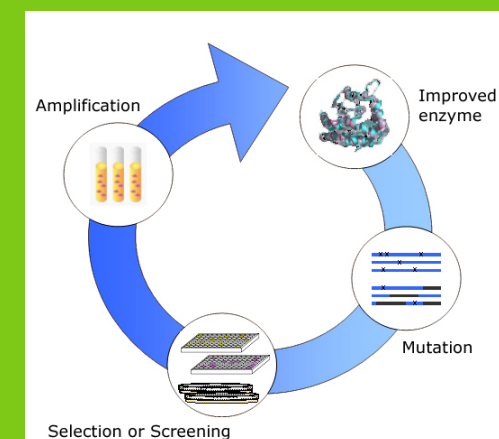 Amplification
Improved
enzyme
Mutation
Selection or Screening